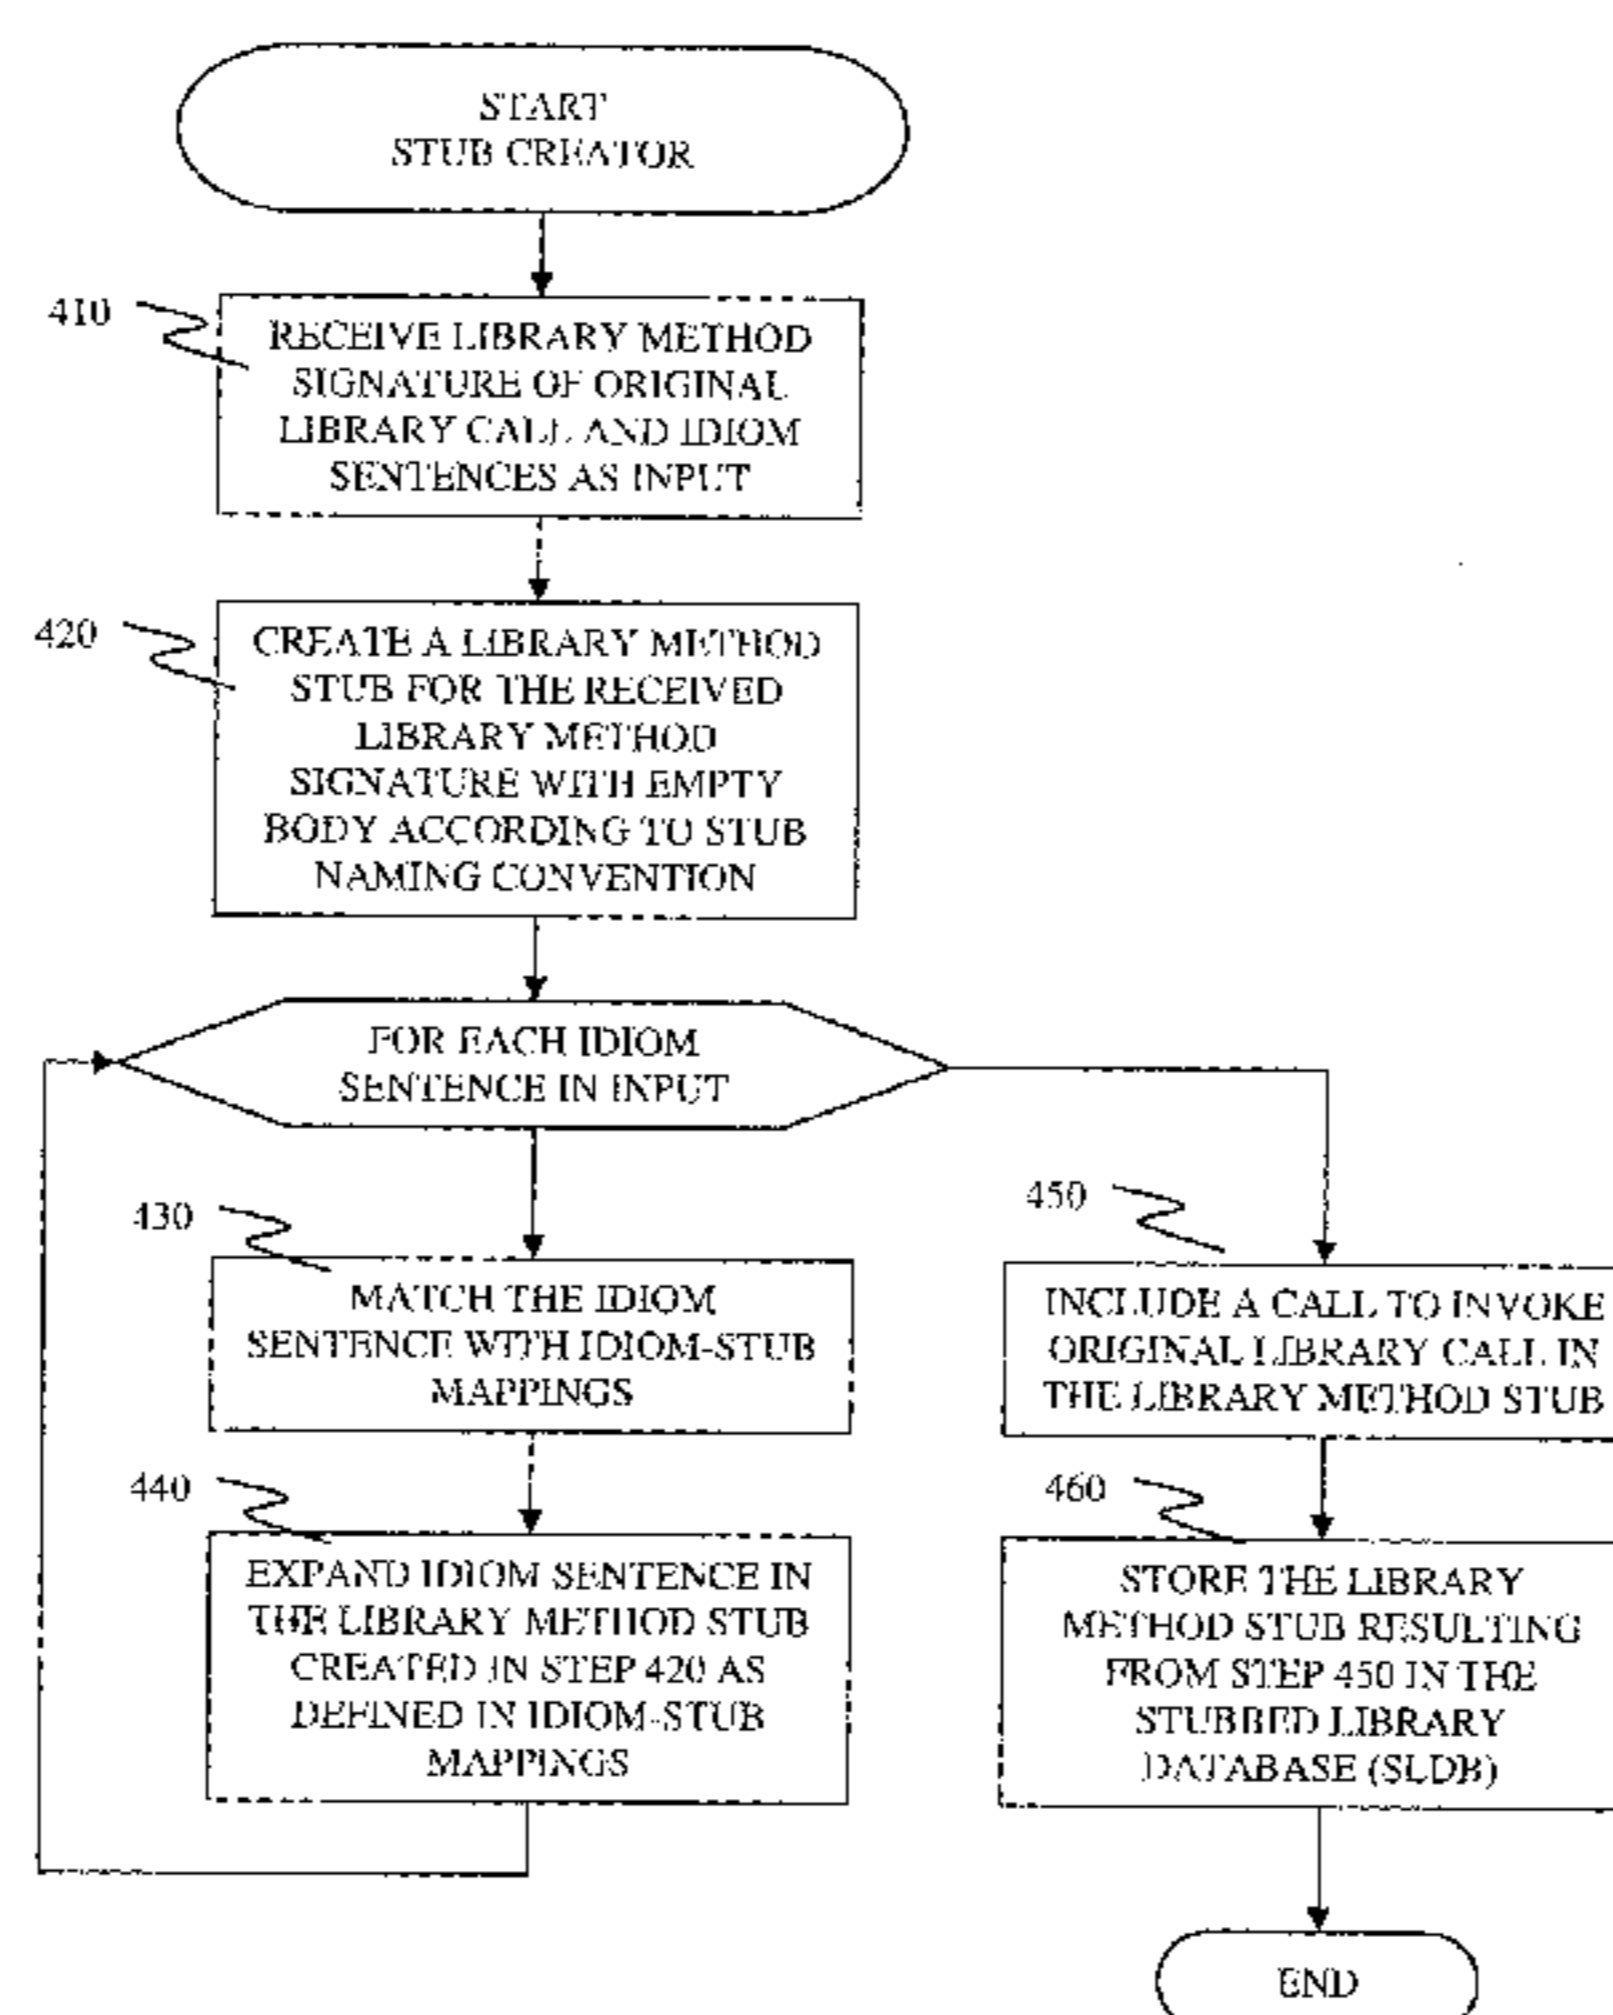 START
STUB CREATOR
410
RECEIVE LIBRARY METHOD
SIGNATURE OF ORIGINAL
LIBRARY CALL AND IDIOM
SENTENCES AS INPUT
420
CREATE A LIBRARY METHOD
STUB FOR THE RECEIVED
LIBRARY METHOD
SIGNATURE WITH EMPTY
BODY ACCORDING TO STUB
NAMING CONVENTION
FOR EACH IDIOM
SENTENCE IN INPUT
430
MATCH THE IDIOM
SENTENCE WITH IDIOM-STUB
MAPPINGS
440
EXPAND IDIOM SENTENCE IN
THE LIBRARY METHOD STUB
CREATED IN STEP 420 AS
DEFINED IN IDIOM-STUB
MAPPINGS
450
INCLUDE A CALL TO INVOKE
ORIGINAL LIBRARY CALL IN
THE LIBRARY METHOD STUB
460
STORE THE LIBRARY
METHOD STUB RESULTING
FROM STEP 450 IN THE
STUBBED LIBRARY
DATABASE (SLDB)
END